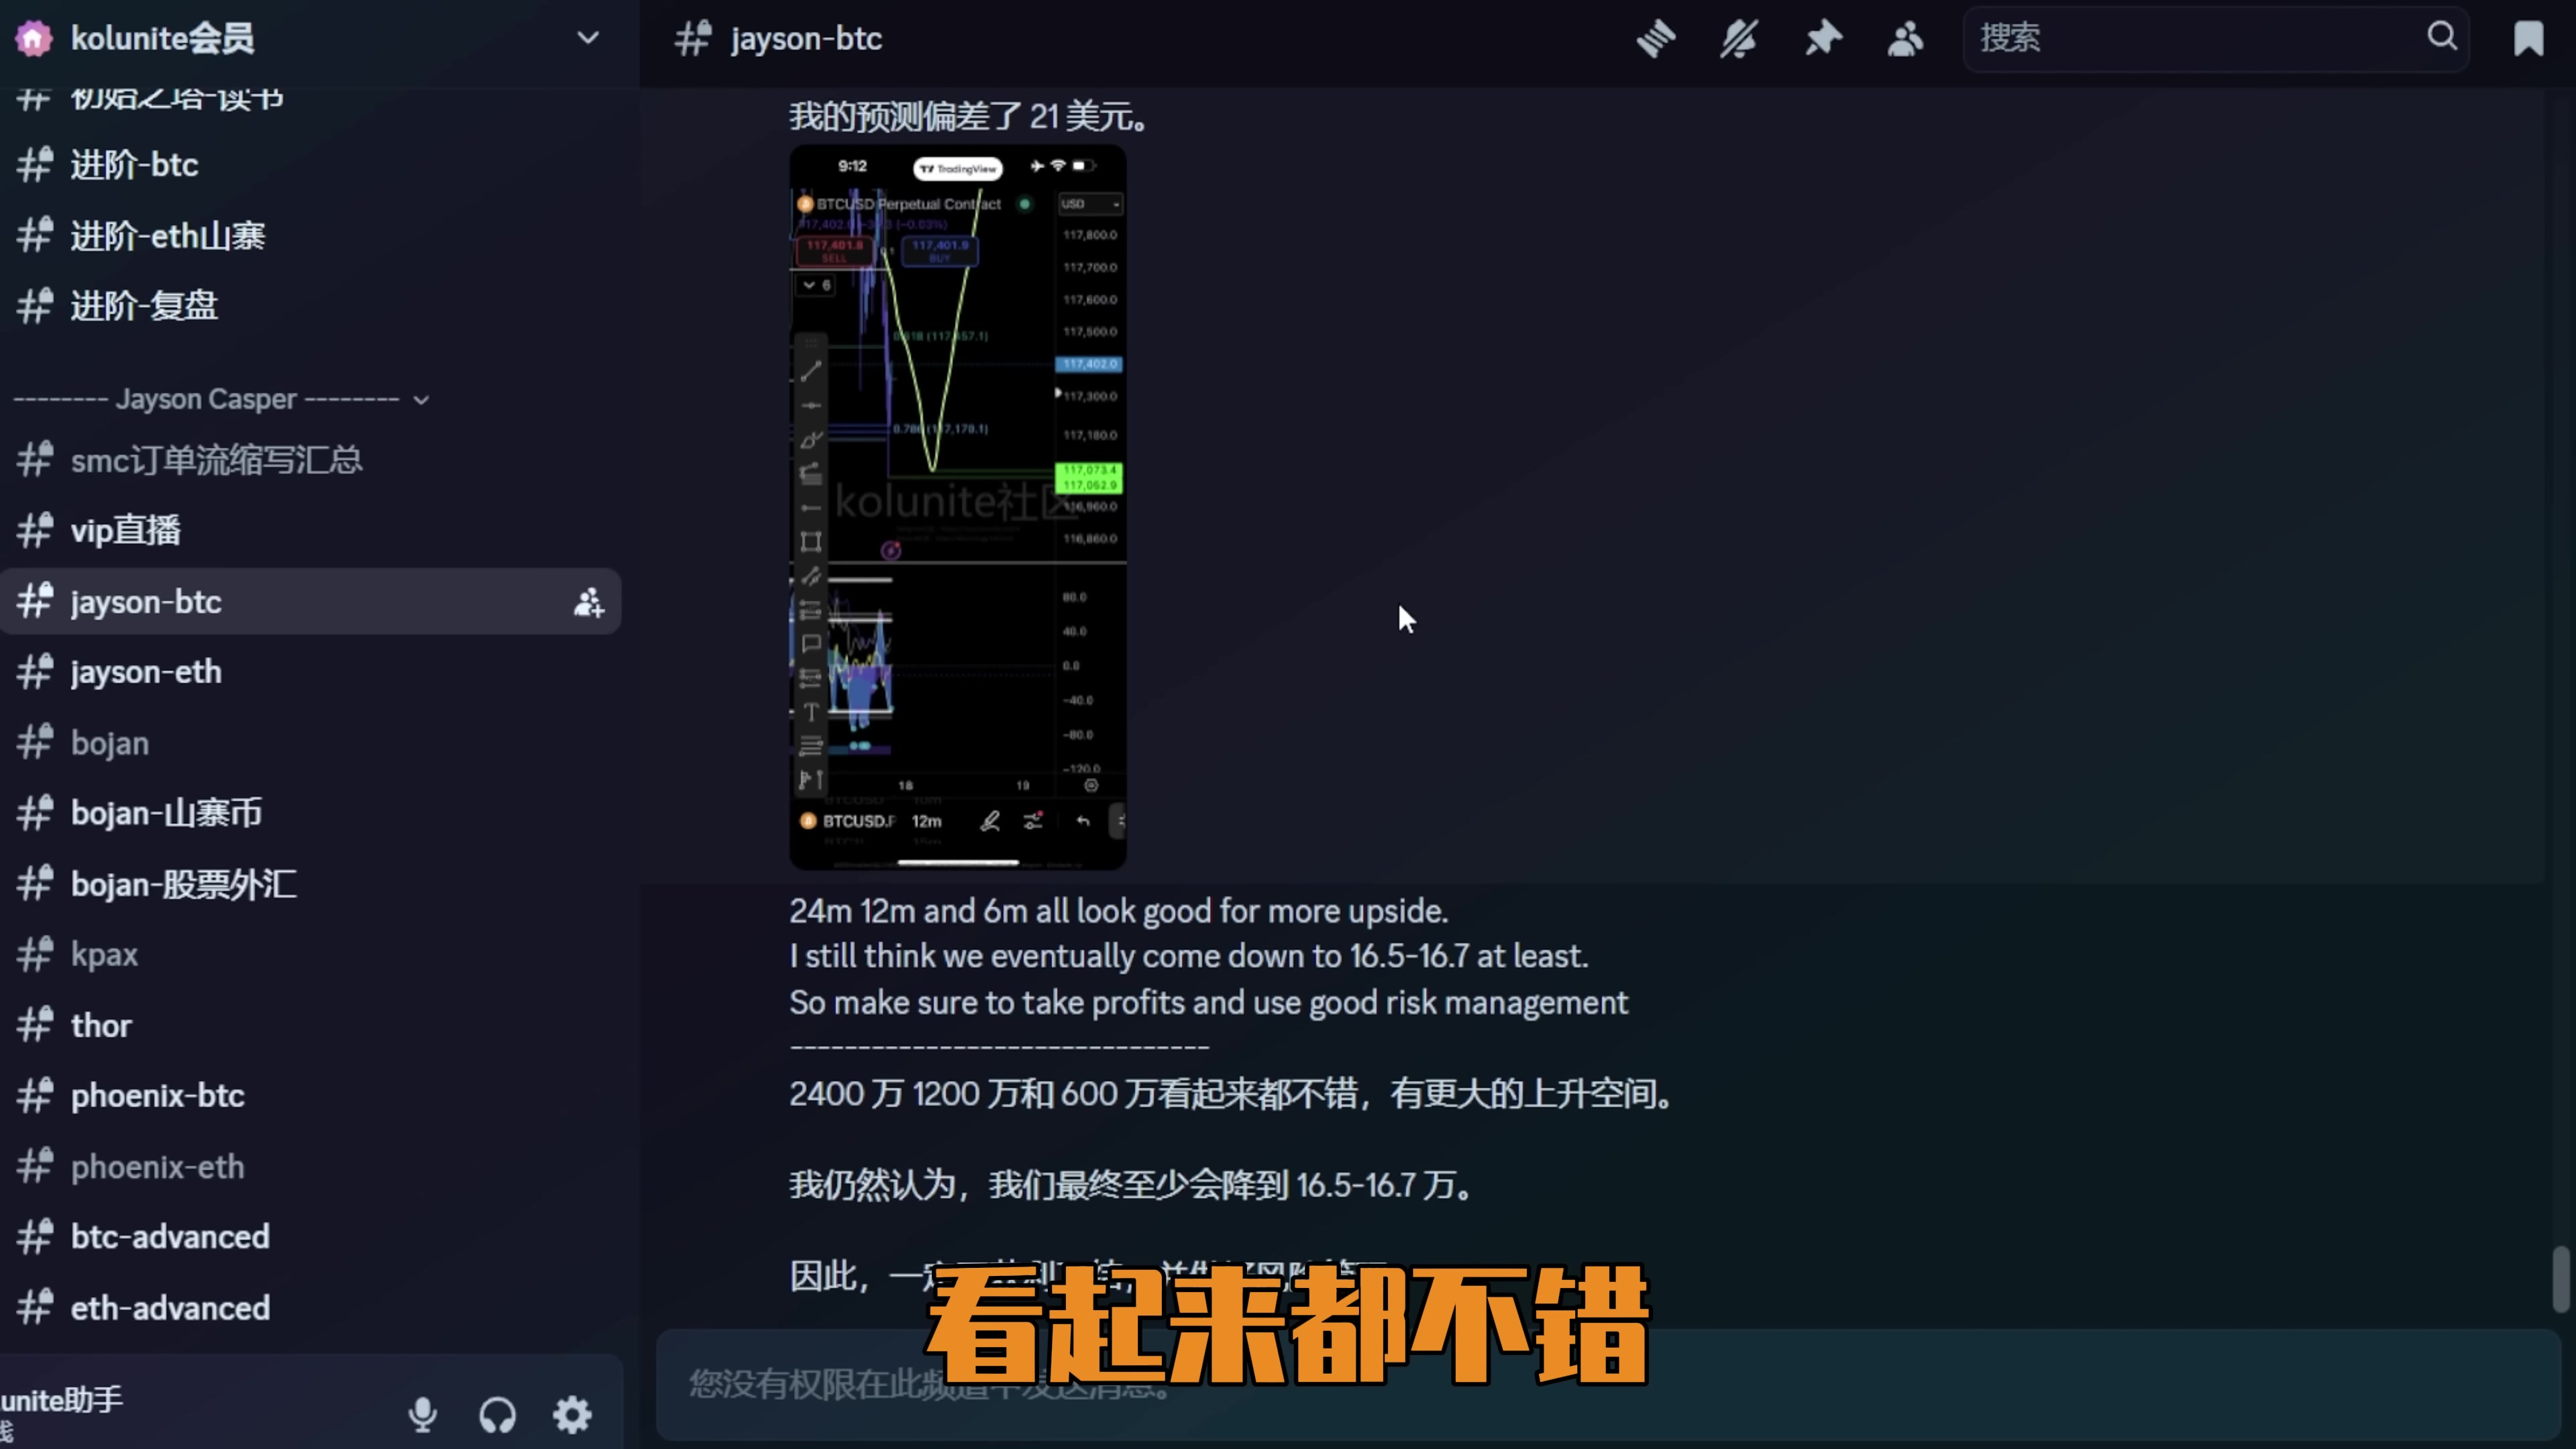 kolunite会员
初始之塔-读书
进阶-btc
进阶-eth山寨
进阶-复盘
-------- Jayson Casper --------
smc订单流缩写汇总
vip直播
jayson-btc
jayson-eth
bojan
bojan-山寨币
bojan-股票外汇
kpax
thor
phoenix-btc
phoenix-eth
btc-advanced
eth-advanced
unite助手
jayson-btc
搜索
我的预测偏差了 21 美元。
9:12
TradingView
BTCUSD Perpetual Contract
USD
117,401.8
SELL
117,401.9
BUY
6
117,800.0
117,700.0
117,600.0
117,500.0
117,402.0
117,300.0
117,180.0
117,073.4
117,052.9
116,960.0
116,860.0
kolunite社区
80.0
40.0
0.0
-40.0
-80.0
-120.0
18
19
BTCUSD.P
12m
24m 12m and 6m all look good for more upside.
I still think we eventually come down to 16.5-16.7 at least.
So make sure to take profits and use good risk management
-------------------------------
2400 万 1200 万和 600 万看起来都不错，有更大的上升空间。
我仍然认为，我们最终至少会降到 16.5-16.7 万。
因此，一定
看起来都不错
您没有权限在此频道中发送消息。